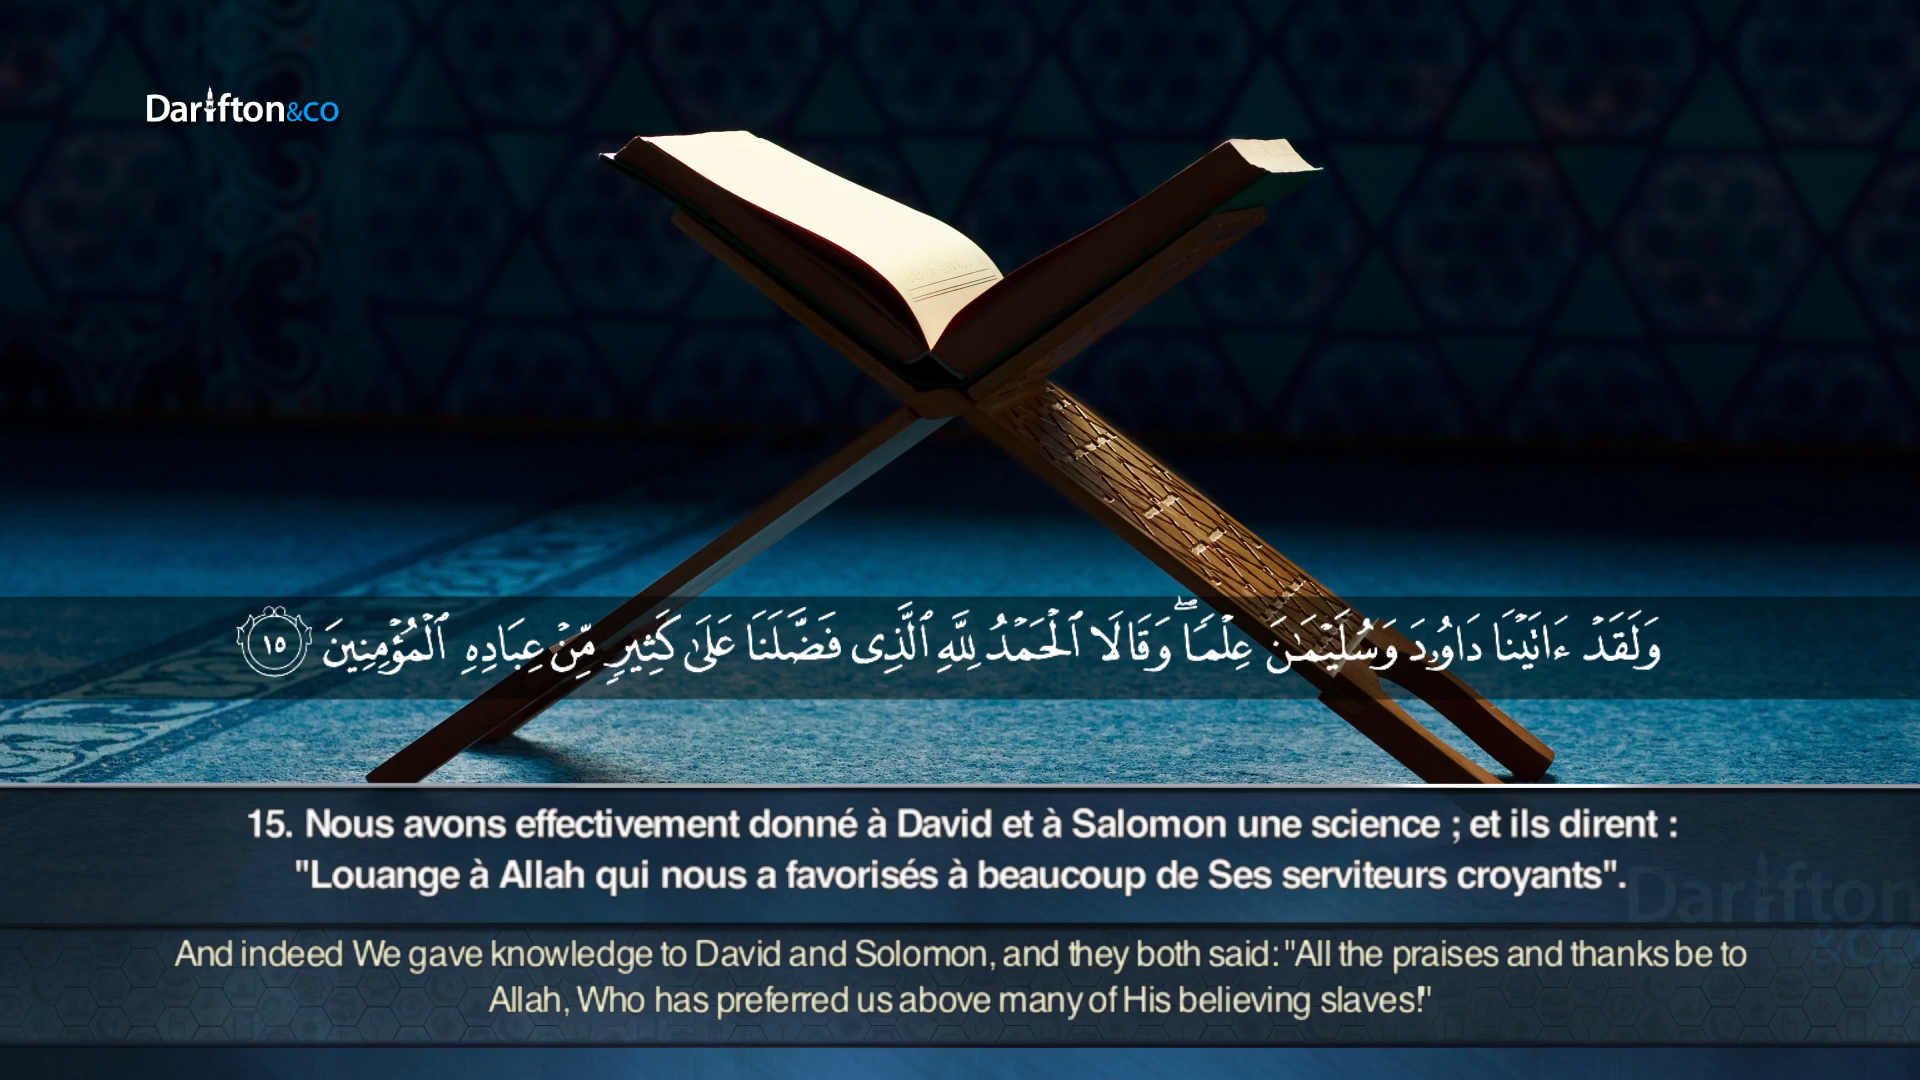 Darifton&co
وَلَقَدْ ءَاتَيْنَا دَاوُۥدَ وَسُلَيْمَٰنَ عِلْمًا ۖ وَقَالَا ٱلْحَمْدُ لِلَّهِ ٱلَّذِى فَضَّلَنَا عَلَىٰ كَثِيرٍ مِّنْ عِبَادِهِ ٱلْمُؤْمِنِينَ ١٥
15. Nous avons effectivement donné à David et à Salomon une science ; et ils dirent :
"Louange à Allah qui nous a favorisés à beaucoup de Ses serviteurs croyants".
Darifton
&co
And indeed We gave knowledge to David and Solomon, and they both said: "All the praises and thanks be to
Allah, Who has preferred us above many of His believing slaves!"